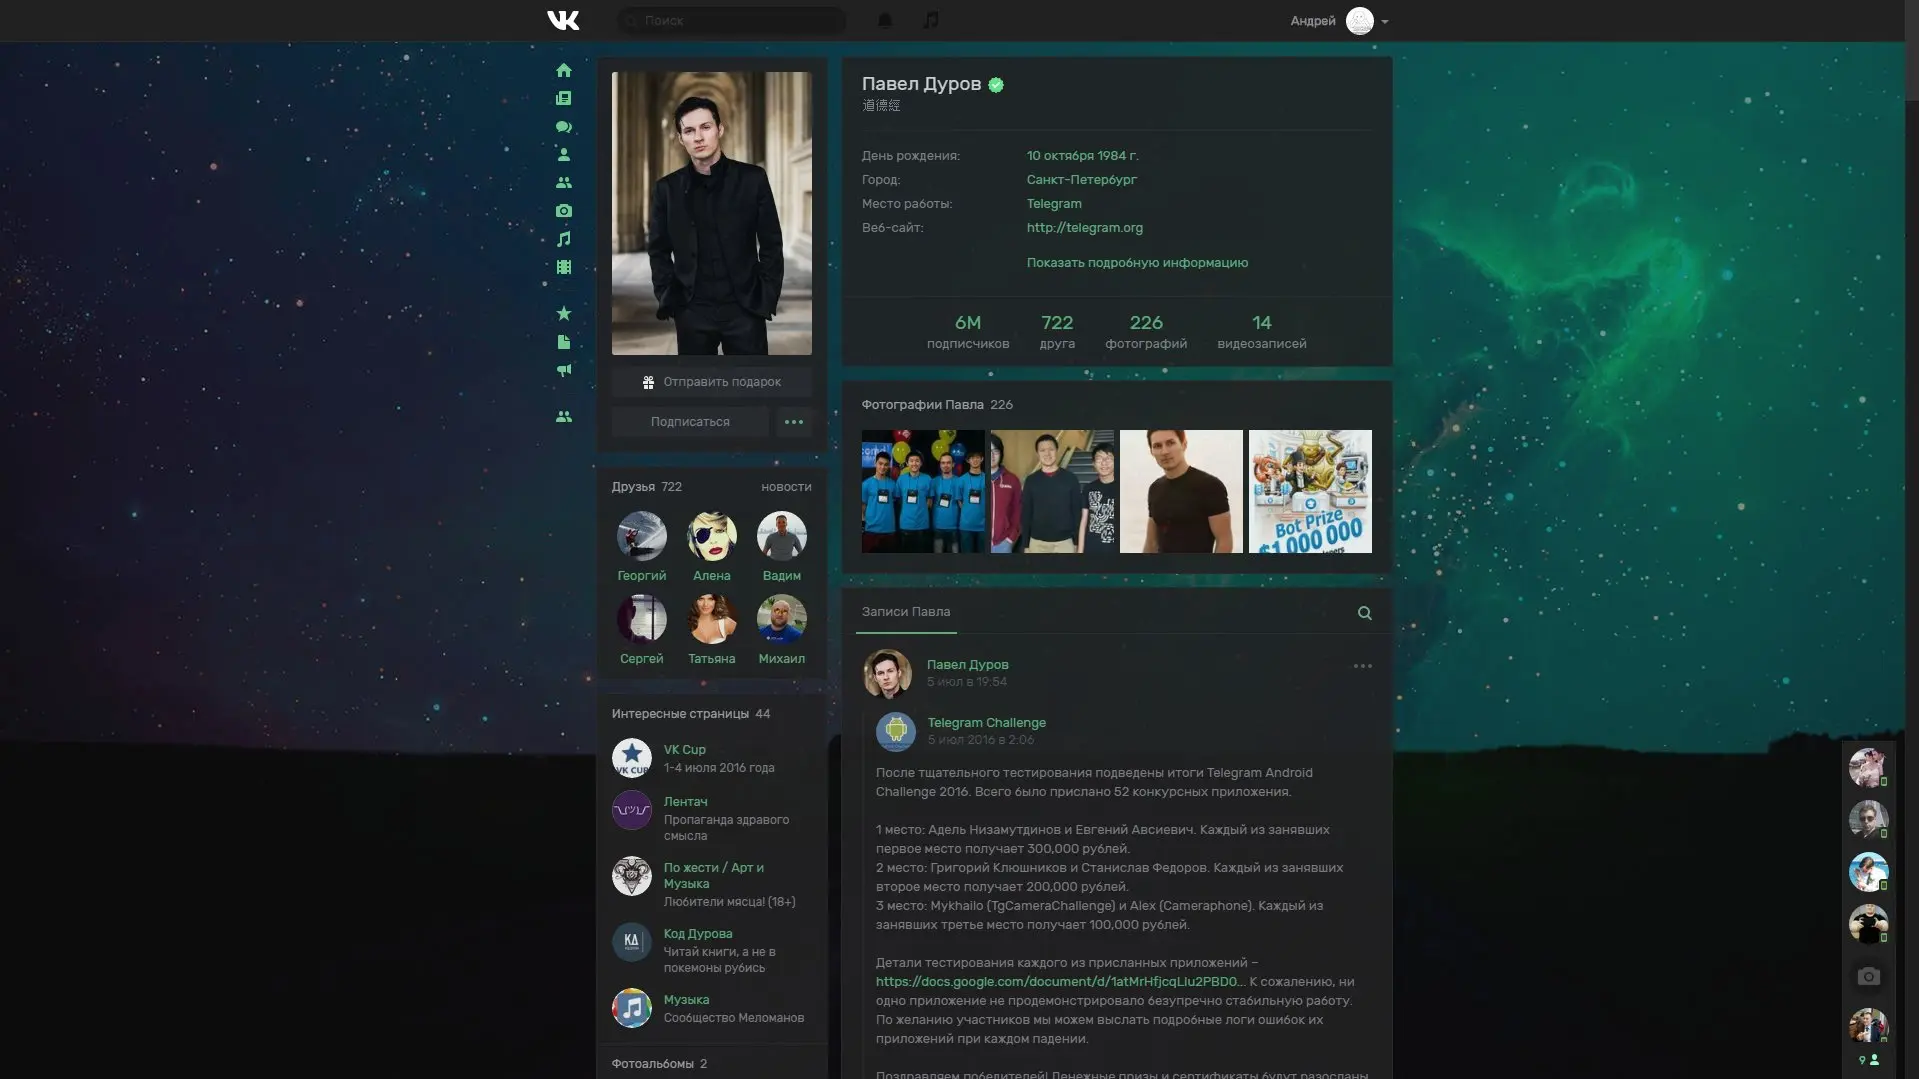 VK
Поиск
Андрей
Отправить подарок
Подписаться
Друзья 722
новости
Георгий
Алена
Вадим
Сергей
Татьяна
Михаил
Интересные страницы 44
VK CUP
VK Cup
1-4 июля 2016 года
Лентач
Пропаганда здравого
смысла
По жести / Арт и
Музыка
Любители мясца! (18+)
КД
Код Дурова
Читай книги, а не в
покемоны рубись
Музыка
Сообщество Меломанов
Фотоальбомы 2
Павел Дуров
道德經
День рождения:
10 октября 1984 г.
Город:
Санкт-Петербург
Место работы:
Telegram
Веб-сайт:
http://telegram.org
Показать подробную информацию
6M
подписчиков
722
друга
226
фотографий
14
видеозаписей
Фотографии Павла 226
Bot Prize
$1,000,000
Записи Павла
Павел Дуров
5 июл в 19:54
Telegram Challenge
5 июл 2016 в 2:06
После тщательного тестирования подведены итоги Telegram Android
Challenge 2016. Всего было прислано 52 конкурсных приложения.
1 место: Адель Низамутдинов и Евгений Авсиевич. Каждый из занявших
первое место получает 300,000 рублей.
2 место: Григорий Клюшников и Станислав Федоров. Каждый из занявших
второе место получает 200,000 рублей.
3 место: Mykhailo (TgCameraChallenge) и Alex (Cameraphone). Каждый из
занявших третье место получает 100,000 рублей.
Детали тестирования каждого из присланных приложений –
https://docs.google.com/document/d/1atMrHfjcqLIu2PBD0... К сожалению, ни
одно приложение не продемонстрировало безупречно стабильную работу.
По желанию участников мы можем выслать подробные логи ошибок их
приложений при каждом падении.
Поздравляем победителей! Денежные призы и сертификаты будут разосланы
9